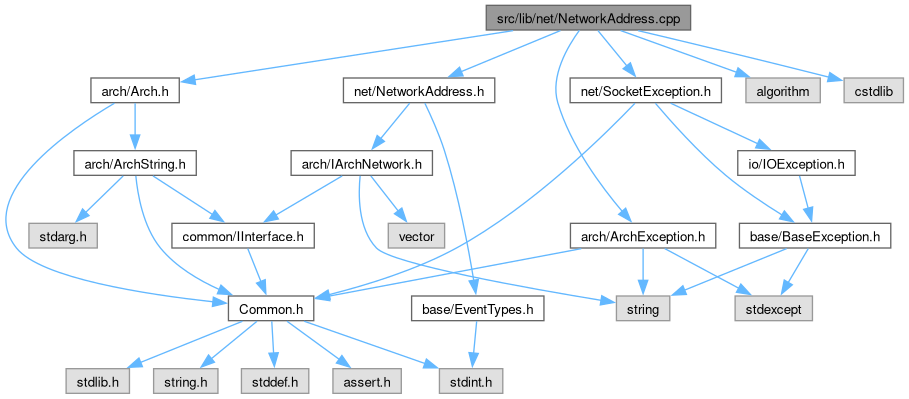 src/lib/net/NetworkAddress.cpp
arch/Arch.h
net/NetworkAddress.h
net/SocketException.h
algorithm
cstdlib
arch/ArchString.h
arch/IArchNetwork.h
io/IOException.h
stdarg.h
common/IInterface.h
vector
arch/ArchException.h
base/BaseException.h
Common.h
base/EventTypes.h
string
stdexcept
stdlib.h
string.h
stddef.h
assert.h
stdint.h